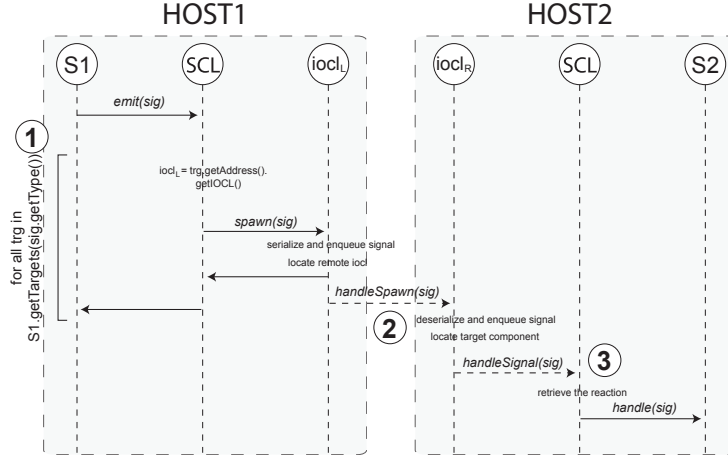 HOST1
HOST2
S1
SCL
ioclL
ioclR
SCL
S2
emit(sig)
1
for all trg in
S1.getTargets(sig.getType())
ioclL = trg.getAddress().
getIOCL()
spawn(sig)
serialize and enqueue signal
locate remote iocl
handleSpawn(sig)
2
deserialize and enqueue signal
locate target component
handleSignal(sig)
3
retrieve the reaction
handle(sig)